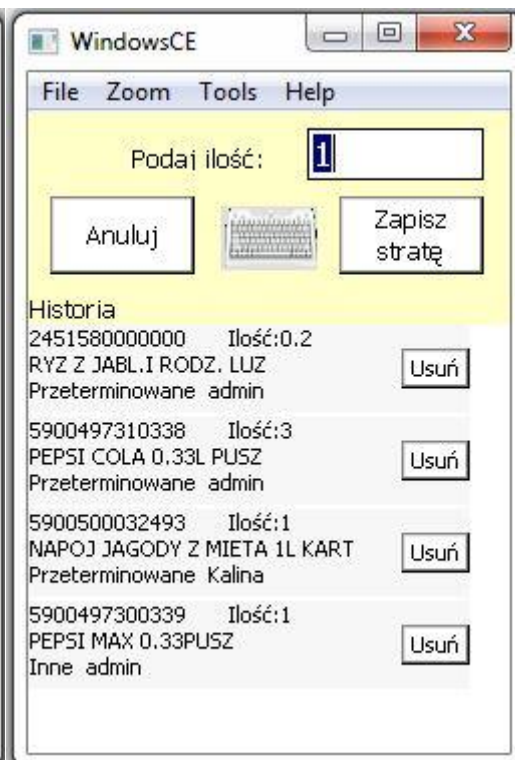 WindowsCE
File Zoom Tools Help
Podaj ilość: 1
Anuluj
Zapisz
stratę
Historia
2451580000000 Ilość:0.2
RYZ Z JABL.I RODZ. LUZ
Przeterminowane admin
Usuń
5900497310338 Ilość:3
PEPSI COLA 0.33L PUSZ
Przeterminowane admin
Usuń
5900500032493 Ilość:1
NAPOJ JAGODY Z MIETA 1L KART
Przeterminowane Kalina
Usuń
5900497300339 Ilość:1
PEPSI MAX 0.33PUSZ
Inne admin
Usuń